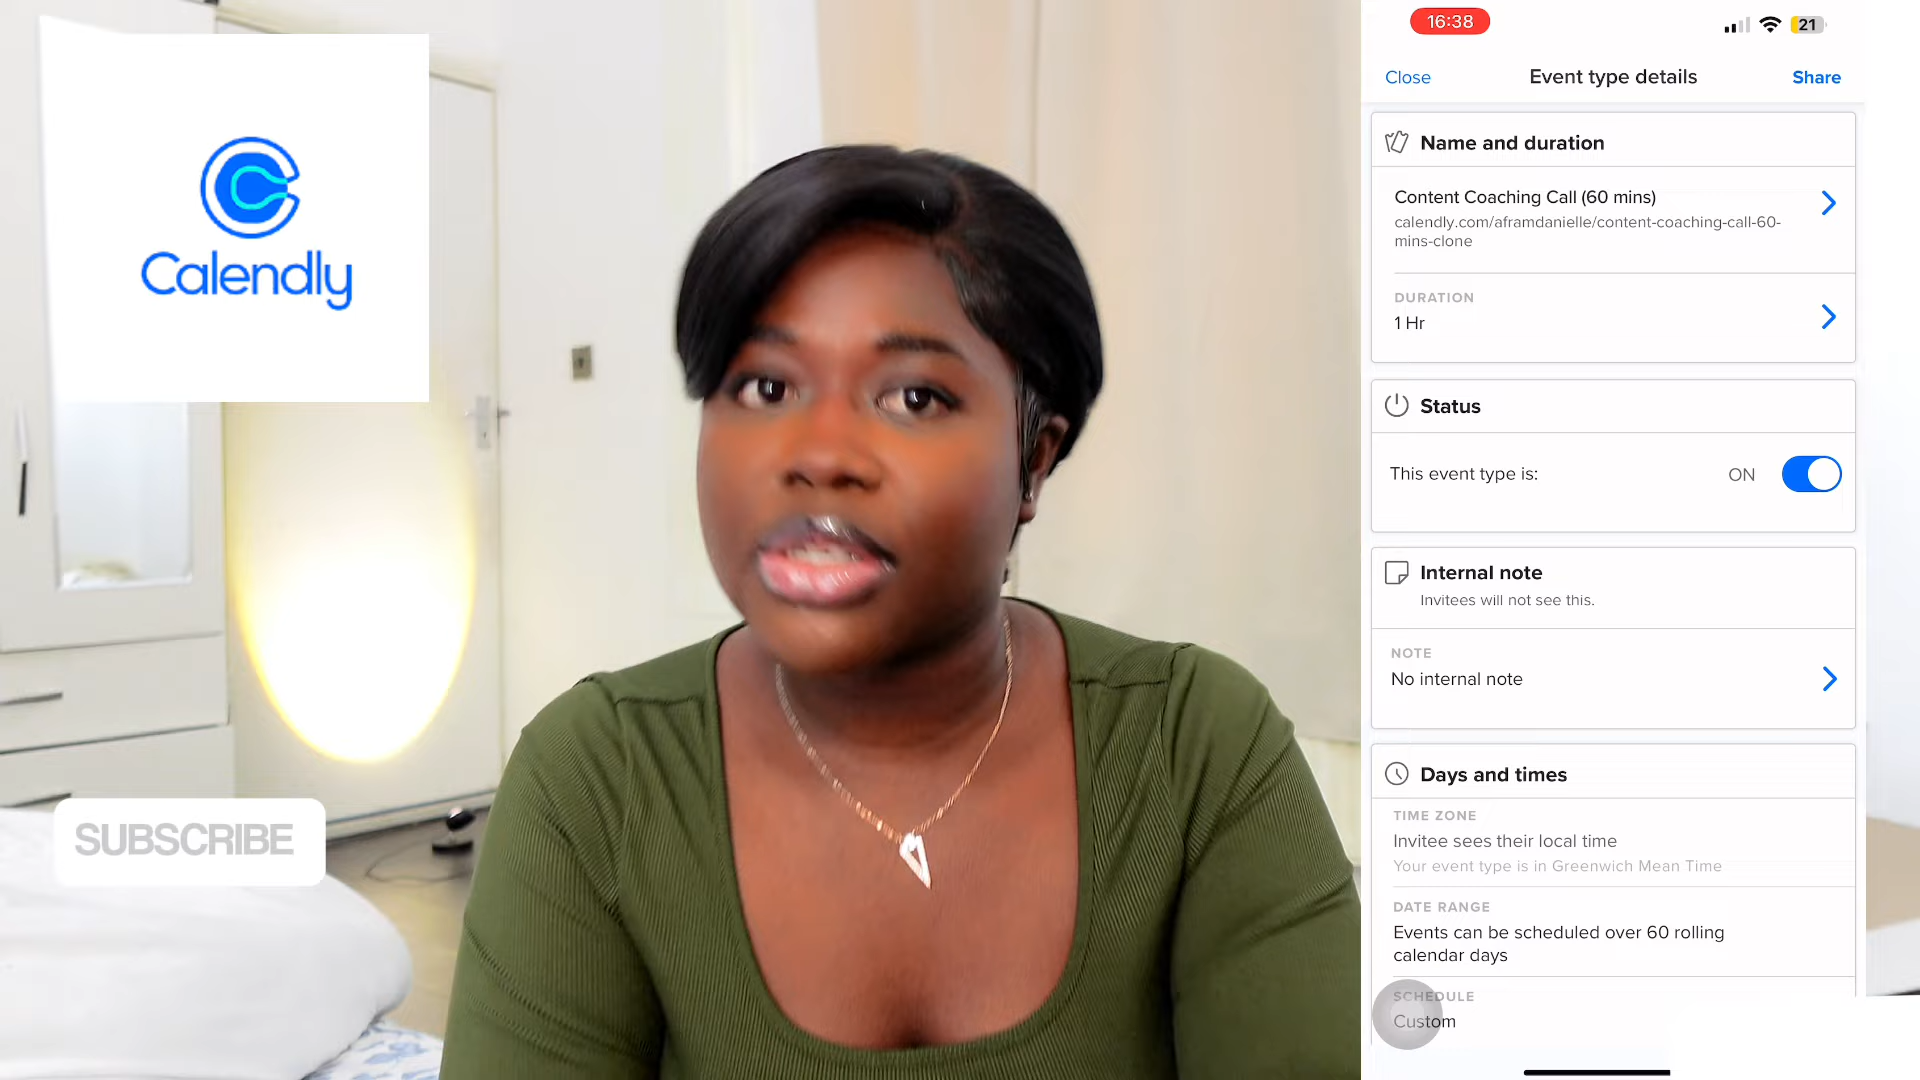 Calendly
SUBSCRIBE
16:38
21
Close
Event type details
Share
Name and duration
Content Coaching Call (60 mins)
calendly.com/aframdanielle/content-coaching-call-60-
mins-clone
DURATION
1 Hr
Status
This event type is:
ON
Internal note
Invitees will not see this.
NOTE
No internal note
Days and times
TIME ZONE
Invitee sees their local time
Your event type is in Greenwich Mean Time
DATE RANGE
Events can be scheduled over 60 rolling
calendar days
SCHEDULE
Custom